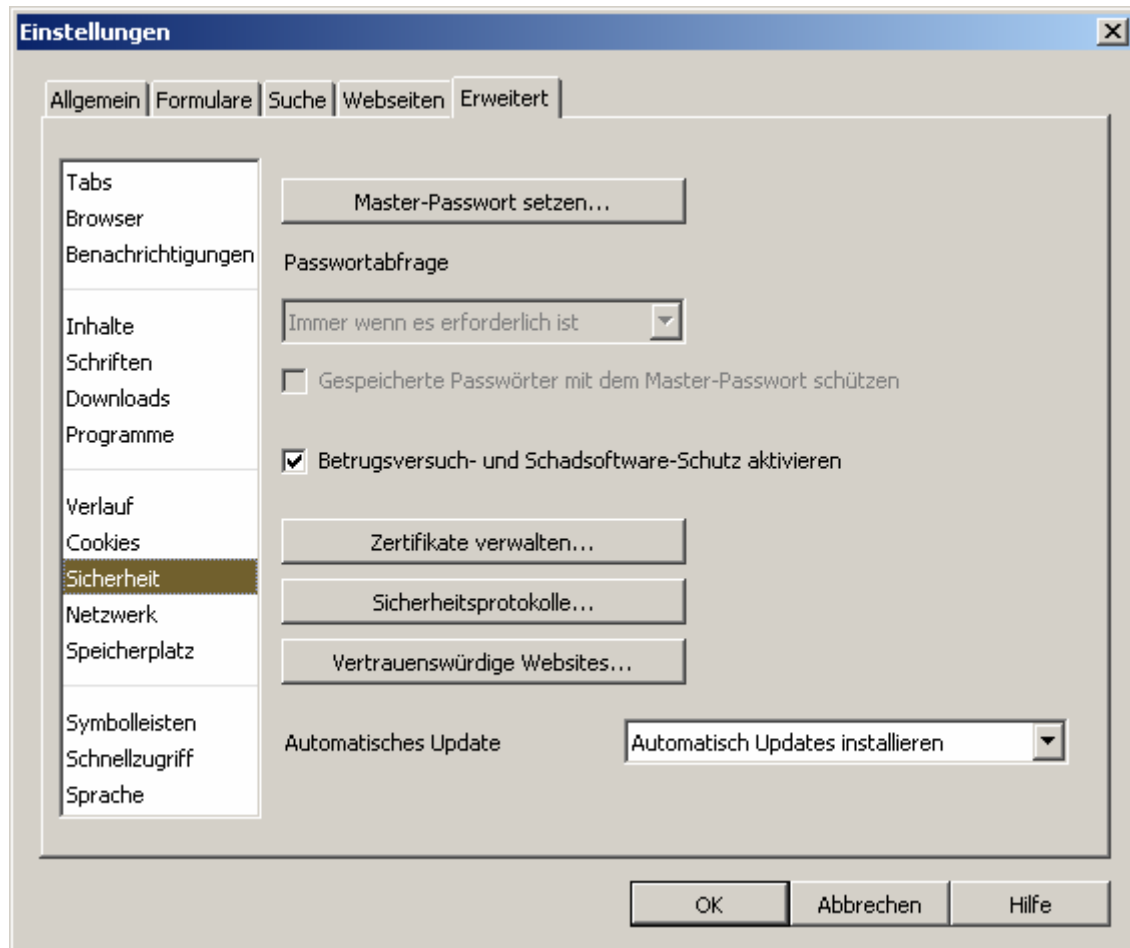 Einstellungen
Allgemein Formulare Suche Webseiten Erweitert
Tabs
Browser
Benachrichtigungen
Inhalte
Schriften
Downloads
Programme
Verlauf
Cookies
Sicherheit
Netzwerk
Speicherplatz
Symbolleisten
Schnellzugriff
Sprache
Master-Passwort setzen...
Passwortabfrage
Immer wenn es erforderlich ist
Gespeicherte Passwörter mit dem Master-Passwort schützen
Betrugsversuch- und Schadsoftware-Schutz aktivieren
Zertifikate verwalten...
Sicherheitsprotokolle...
Vertrauenswürdige Websites...
Automatisches Update Automatisch Updates installieren
OK Abbrechen Hilfe